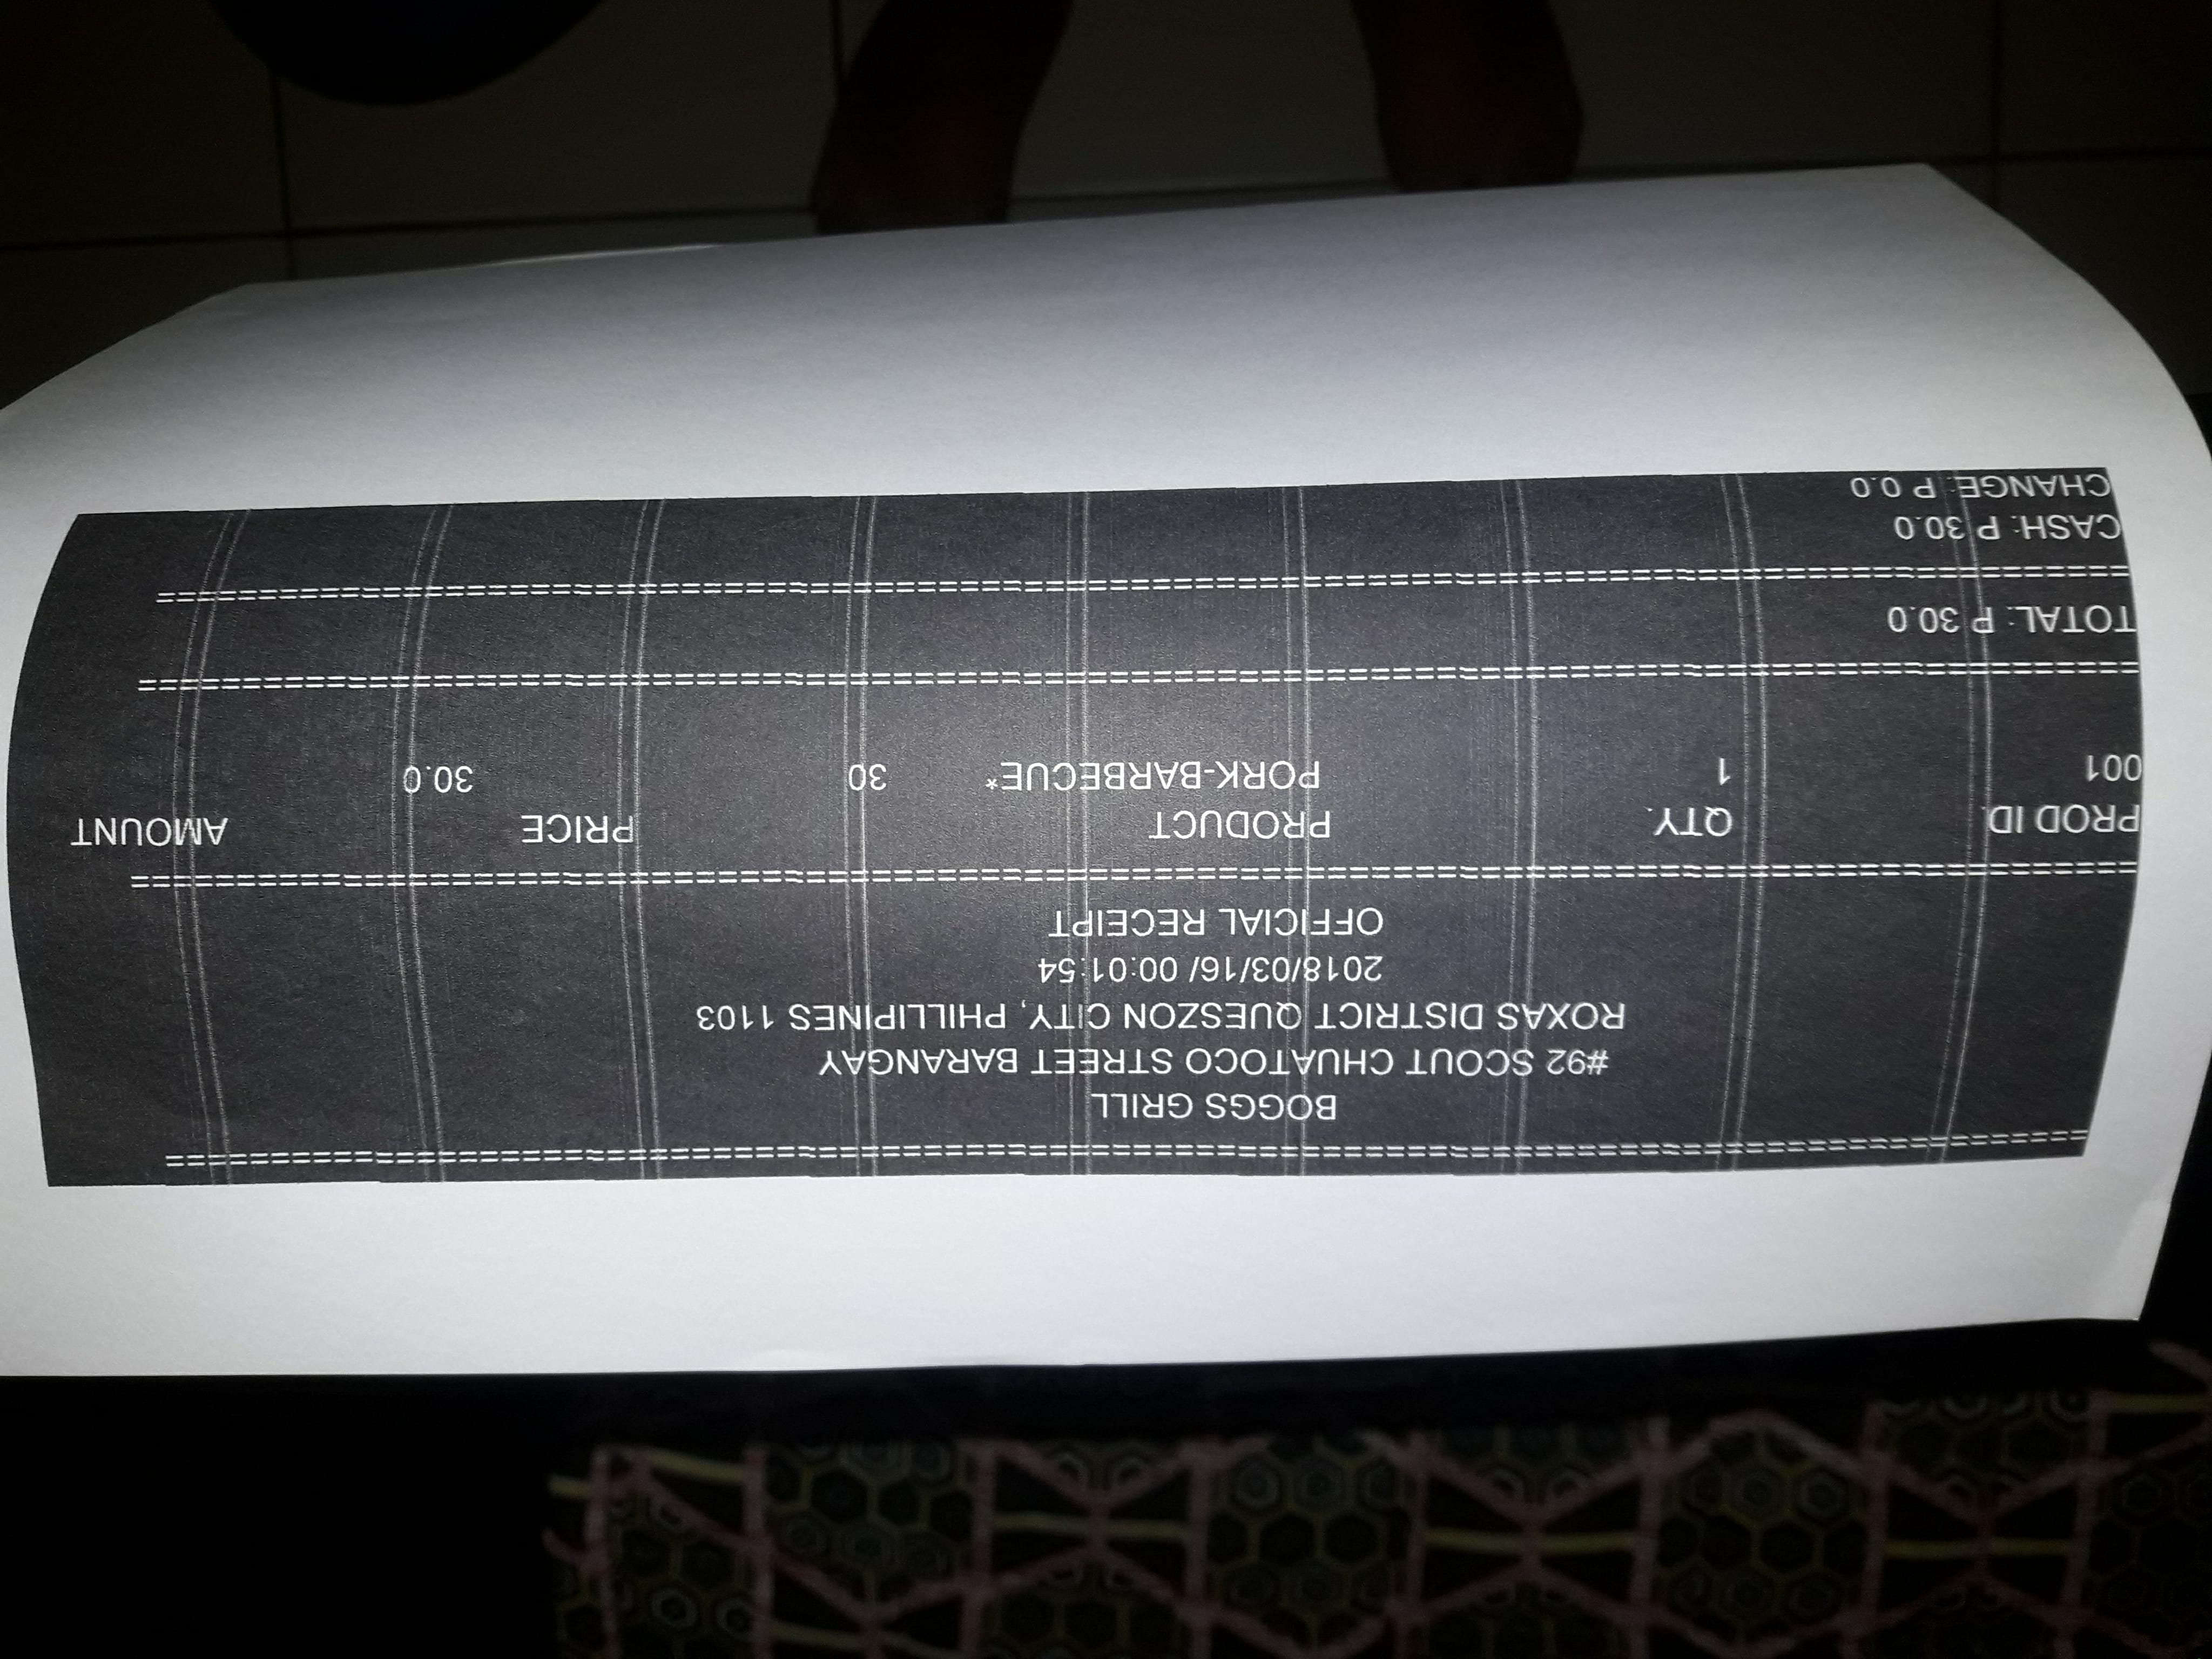 ==========================================================================================
BOGGS GRILL
#92 SCOUT CHUATOCO STREET BARANGAY
ROXAS DISTRICT QUESZON CITY, PHILLIPINES 1103
2018/03/16/ 00:01:54
OFFICIAL RECEIPT
==========================================================================================
PROD ID. QTY. PRODUCT PRICE AMOUNT
001 1 PORK-BARBECUE* 30 30.0
==========================================================================================
TOTAL: P 30.0
==========================================================================================
CASH: P 30.0
CHANGE: P 0.0